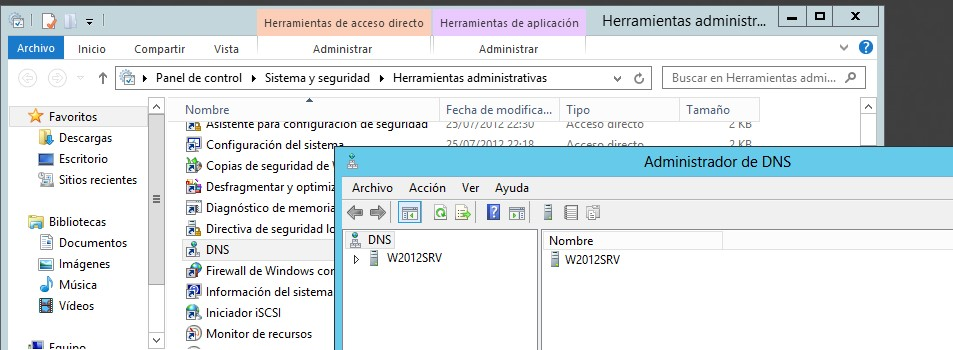 Herramientas de acceso directo Herramientas de aplicación Herramientas administr...
Archivo Inicio Compartir Vista Administrar Administrar
Panel de control Sistema y seguridad Herramientas administrativas Buscar en Herramientas admi...
Favoritos
Descargas
Escritorio
Sitios recientes
Bibliotecas
Documentos
Imágenes
Música
Vídeos
Equipo
Nombre Fecha de modifica... Tipo Tamaño
Asistente para configuración de seguridad 25/07/2012 22:30 Acceso directo 2 KB
Configuración del sistema 25/07/2012 22:18 Acceso directo 2 KB
Copias de seguridad de
Desfragmentar y optimiz
Diagnóstico de memoria
Directiva de seguridad lo
DNS
Firewall de Windows con
Información del sistema
Iniciador iSCSI
Monitor de recursos
Administrador de DNS
Archivo Acción Ver Ayuda
DNS
W2012SRV
Nombre
W2012SRV